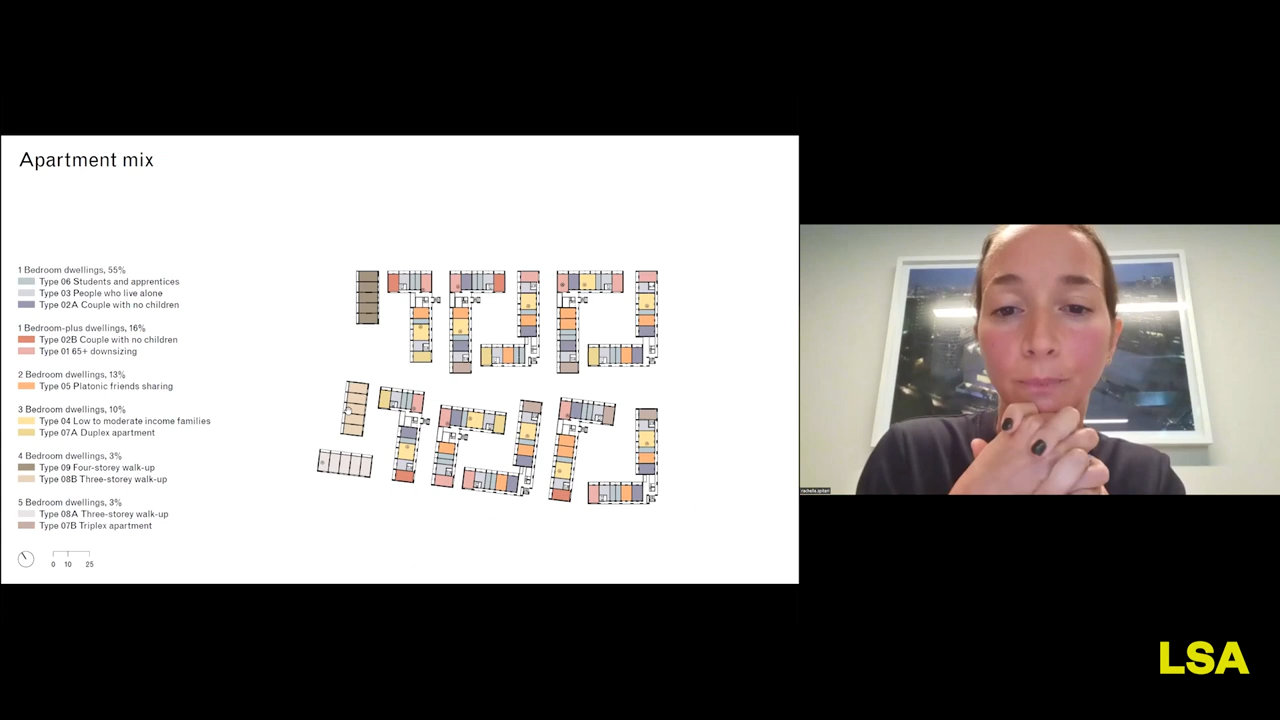 Apartment mix
1 Bedroom dwellings, 55%
Type 06 Students and apprentices
Type 03 People who live alone
Type 02A Couple with no children
1 Bedroom-plus dwellings, 16%
Type 02B Couple with no children
Type 01 65+ downsizing
2 Bedroom dwellings, 13%
Type 05 Platonic friends sharing
3 Bedroom dwellings, 10%
Type 04 Low to moderate income families
Type 07A Duplex apartment
4 Bedroom dwellings, 3%
Type 09 Four-storey walk-up
Type 08B Three-storey walk-up
5 Bedroom dwellings, 3%
Type 08A Three-storey walk-up
Type 07B Triplex apartment
0 10 25
LSA